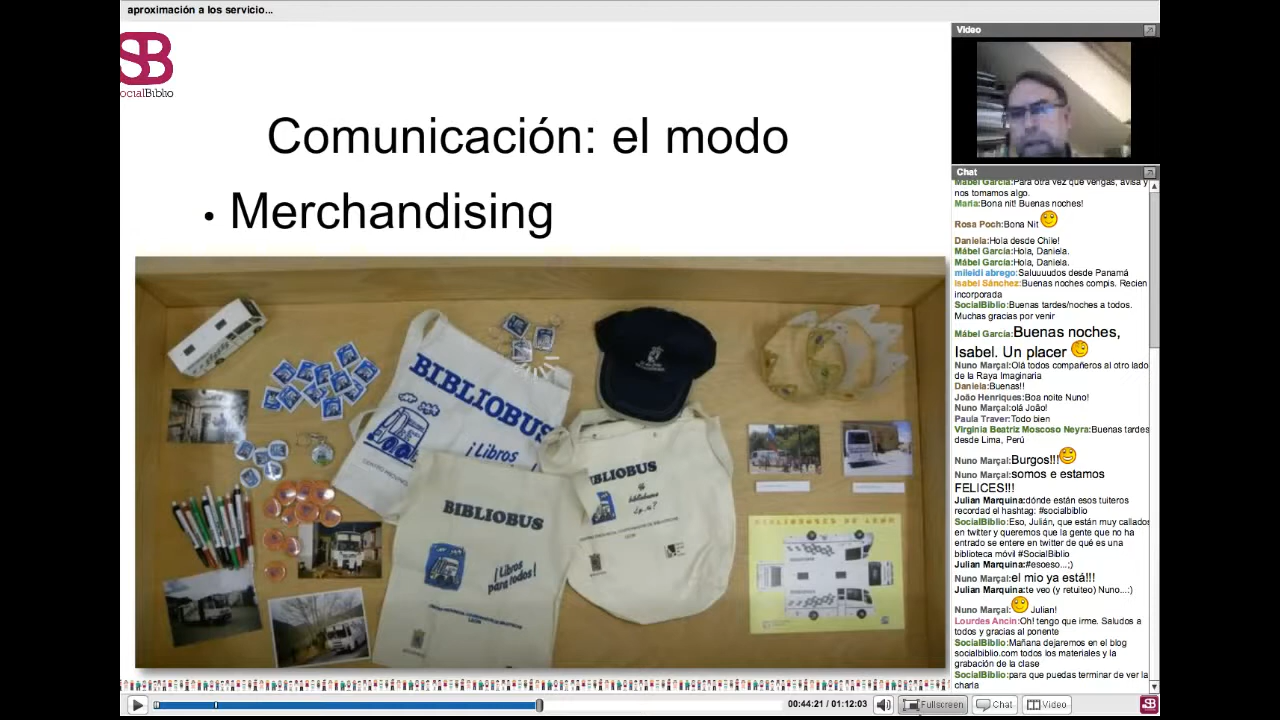 aproximación a los servicio...
SB
ocialBiblio
Comunicación: el modo
• Merchandising
BIBLIOBUS
¡Libros
BIBLIOBUS
¡Libros
para todos!
BLIOBUS
Video
Chat
Mábel García:Para otra vez que vengas, avisa y
nos tomamos algo.
Maria:Bona nit! Buenas noches!
Rosa Poch:Bona Nit
Daniela:Hola desde Chile!
Mábel García:Hola, Daniela.
Mábel García:Hola, Daniela.
mileidi abrego:Saluuuudos desde Panamá
Isabel Sánchez:Buenas noches compis. Recien
incorporada
SocialBiblio:Buenas tardes/noches a todos.
Muchas gracias por venir
Mábel García:Buenas noches,
Isabel. Un placer
Nuno Marçal:Olá todos compañeros al otro lado
de la Raya Imaginaria
Daniela:Buenas!!
João Henriques:Boa noite Nuno!
Nuno Marçal:olá João!
Paula Traver:Todo bien
Virginia Beatriz Moscoso Neyra:Buenas tardes
desde Lima, Perú
Nuno Marçal:Burgos!!!
Nuno Marçal:somos e estamos
FELICES!!!
Julian Marquina:dónde están esos tuiteros
recordad el hashtag: #socialbiblio
SocialBiblio:Eso, Julián, que están muy callados
en twitter y queremos que la gente que no ha
entrado se entere en twitter de qué es una
biblioteca móvil #SocialBiblio
Julian Marquina:#esoeso...;)
Nuno Marçal:el mio ya está!!!
Julian Marquina:te veo (y retuiteo) Nuno...:)
Nuno Marçal: Julian!
Lourdes Ancin:Oh! tengo que irme. Saludos a
todos y gracias al ponente
SocialBiblio:Mañana dejaremos en el blog
socialbiblio.com todos los materiales y la
grabación de la clase
SocialBiblio:para que puedas terminar de ver la
charla
00:44:21 / 01:12:03
Fullscreen
Chat
Video
SB